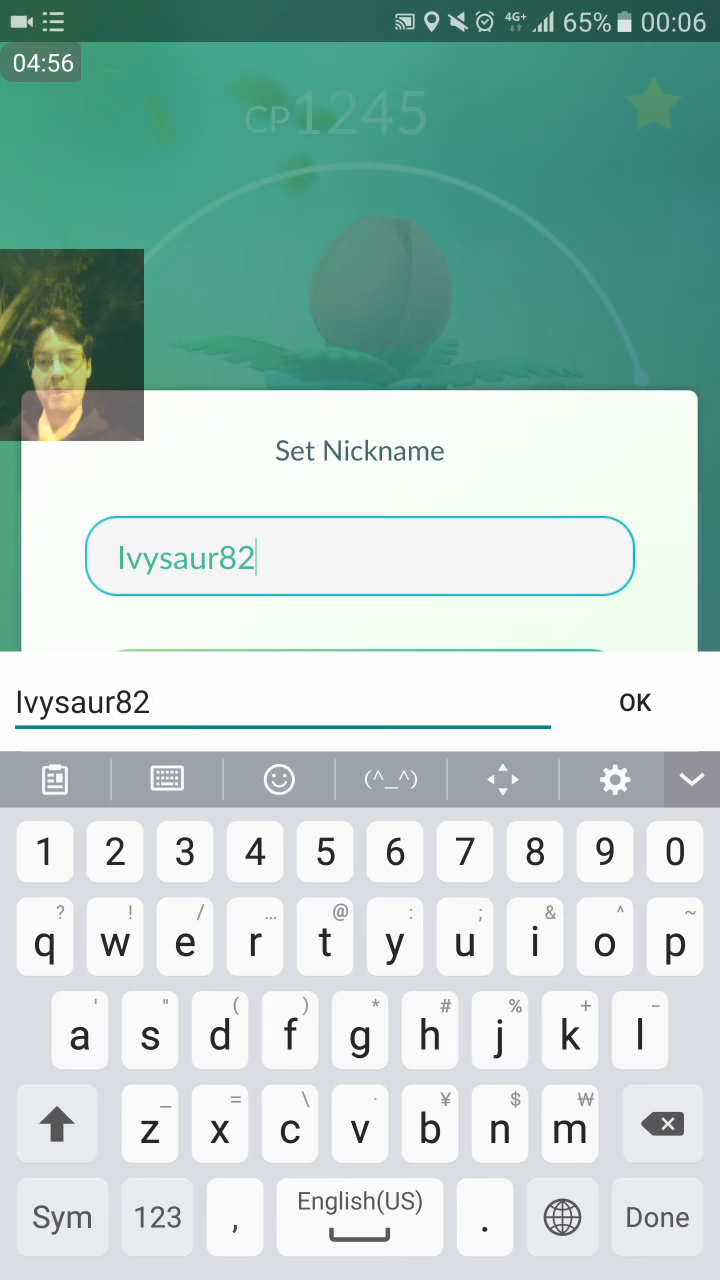 4G+ 65% 00:06
04:56
CP1245
Set Nickname
Ivysaur82
Ivysaur82 OK
(^_^)
1 2 3 4 5 6 7 8 9 0
? ! / ... @ : ; & ^ ~
q w e r t y u i o p
' " ( ) * # % + -
a s d f g h j k l
_ = \ · ¥ $ ₩
z x c v b n m
Sym 123 , English(US) . Done